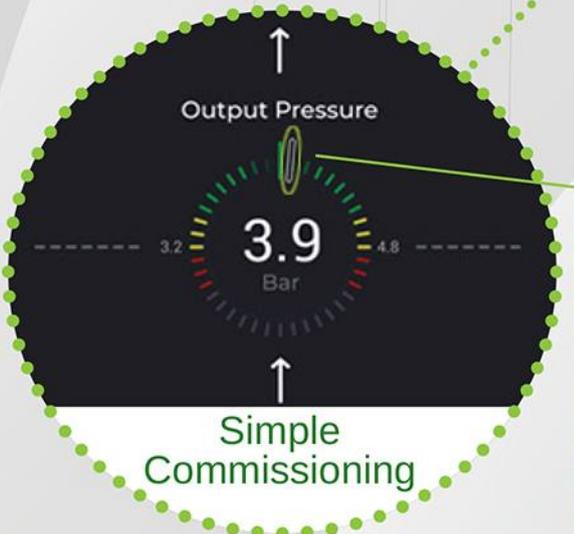 Output Pressure
3.2 3.9 4.8
Bar
Simple
Commissioning